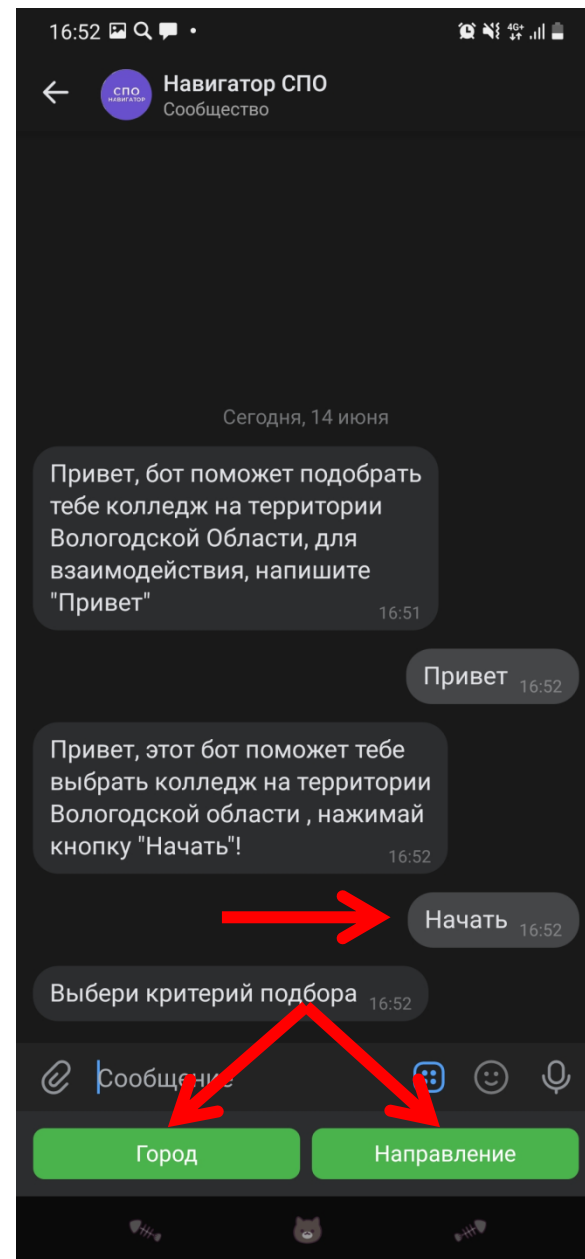 16:52
4G+
СПО
НАВИГАТОР
Навигатор СПО
Сообщество
Сегодня, 14 июня
Привет, бот поможет подобрать
тебе колледж на территории
Вологодской Области, для
взаимодействия, напишите
"Привет"
16:51
Привет 16:52
Привет, этот бот поможет тебе
выбрать колледж на территории
Вологодской области , нажимай
кнопку "Начать"!
16:52
Начать 16:52
Выбери критерий подбора 16:52
Сообщение
Город
Направление